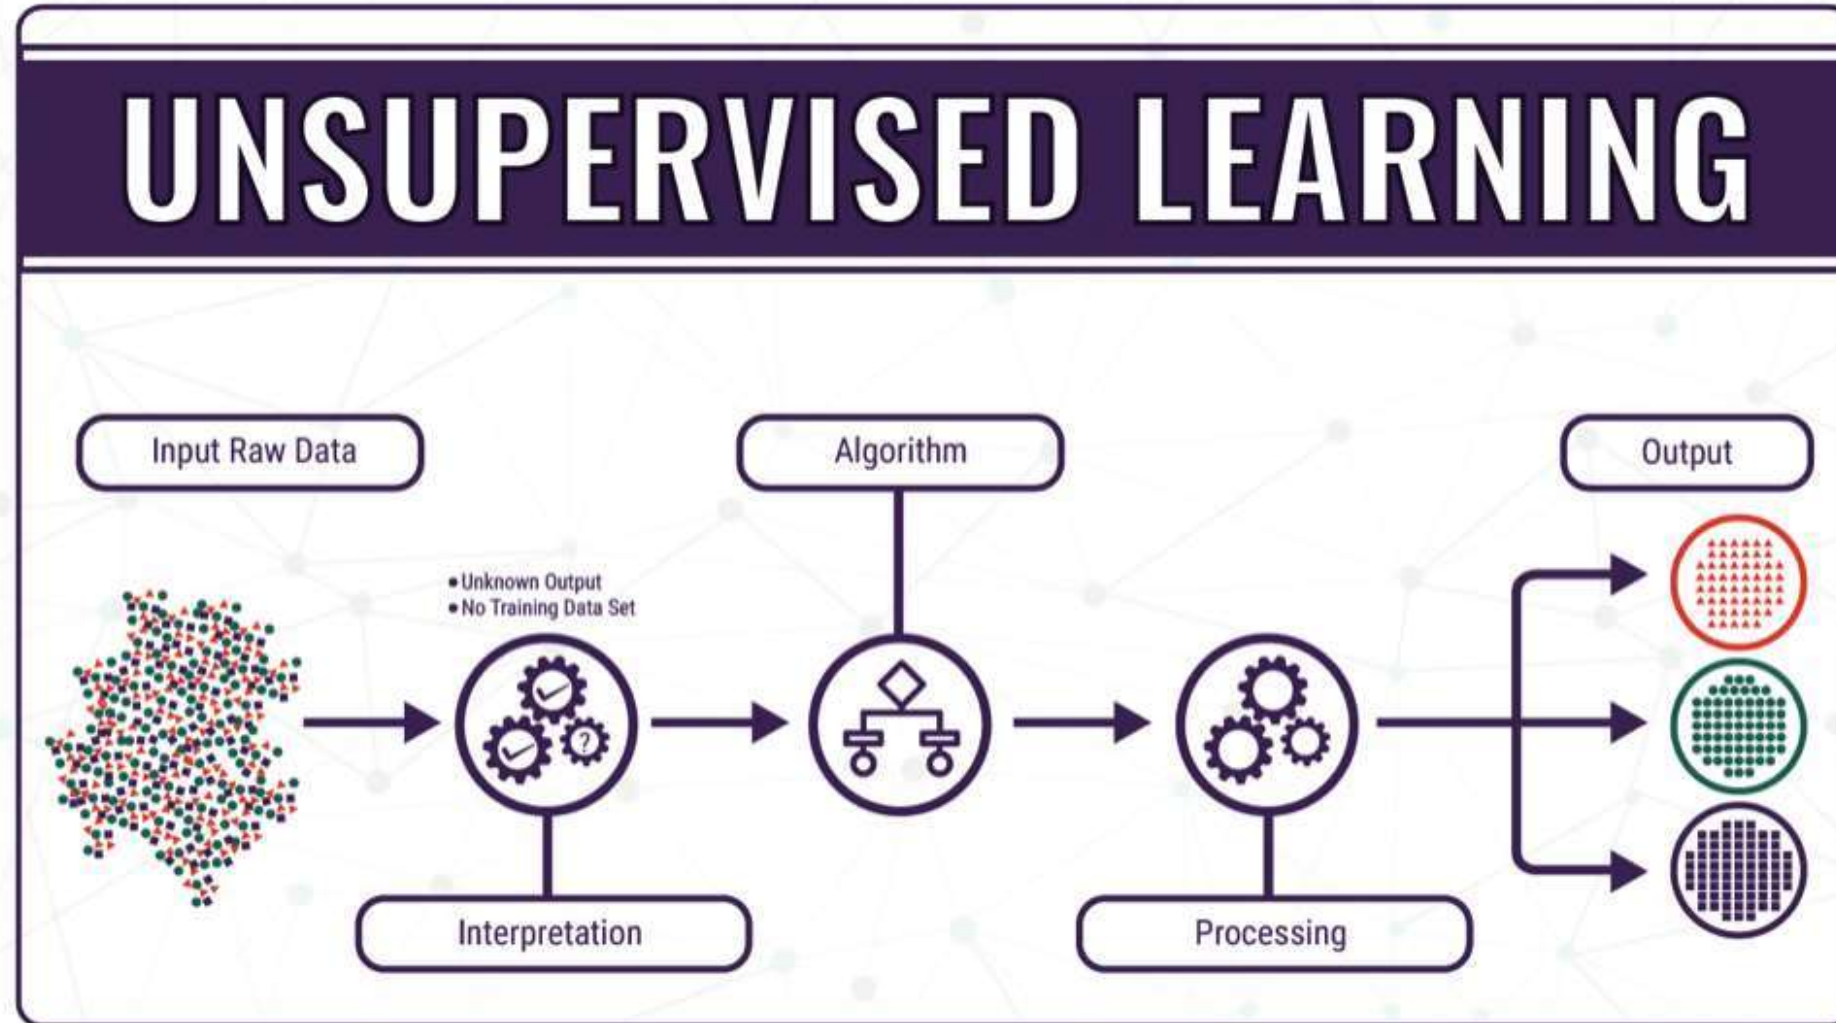 UNSUPERVISED LEARNING
Input Raw Data
Algorithm
Output
• Unknown Output
• No Training Data Set
?
Interpretation
Processing